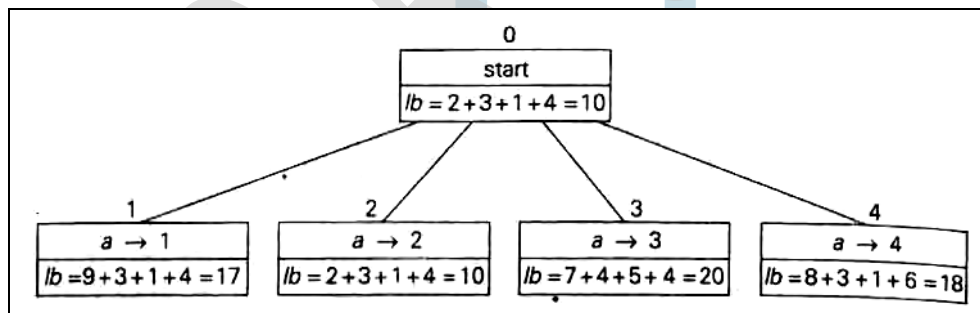 0
start
lb = 2+3+1+4 = 10
1
a → 1
lb = 9+3+1+4 = 17
2
a → 2
lb = 2+3+1+4 = 10
3
a → 3
lb = 7+4+5+4 = 20
4
a → 4
lb = 8+3+1+6 = 18